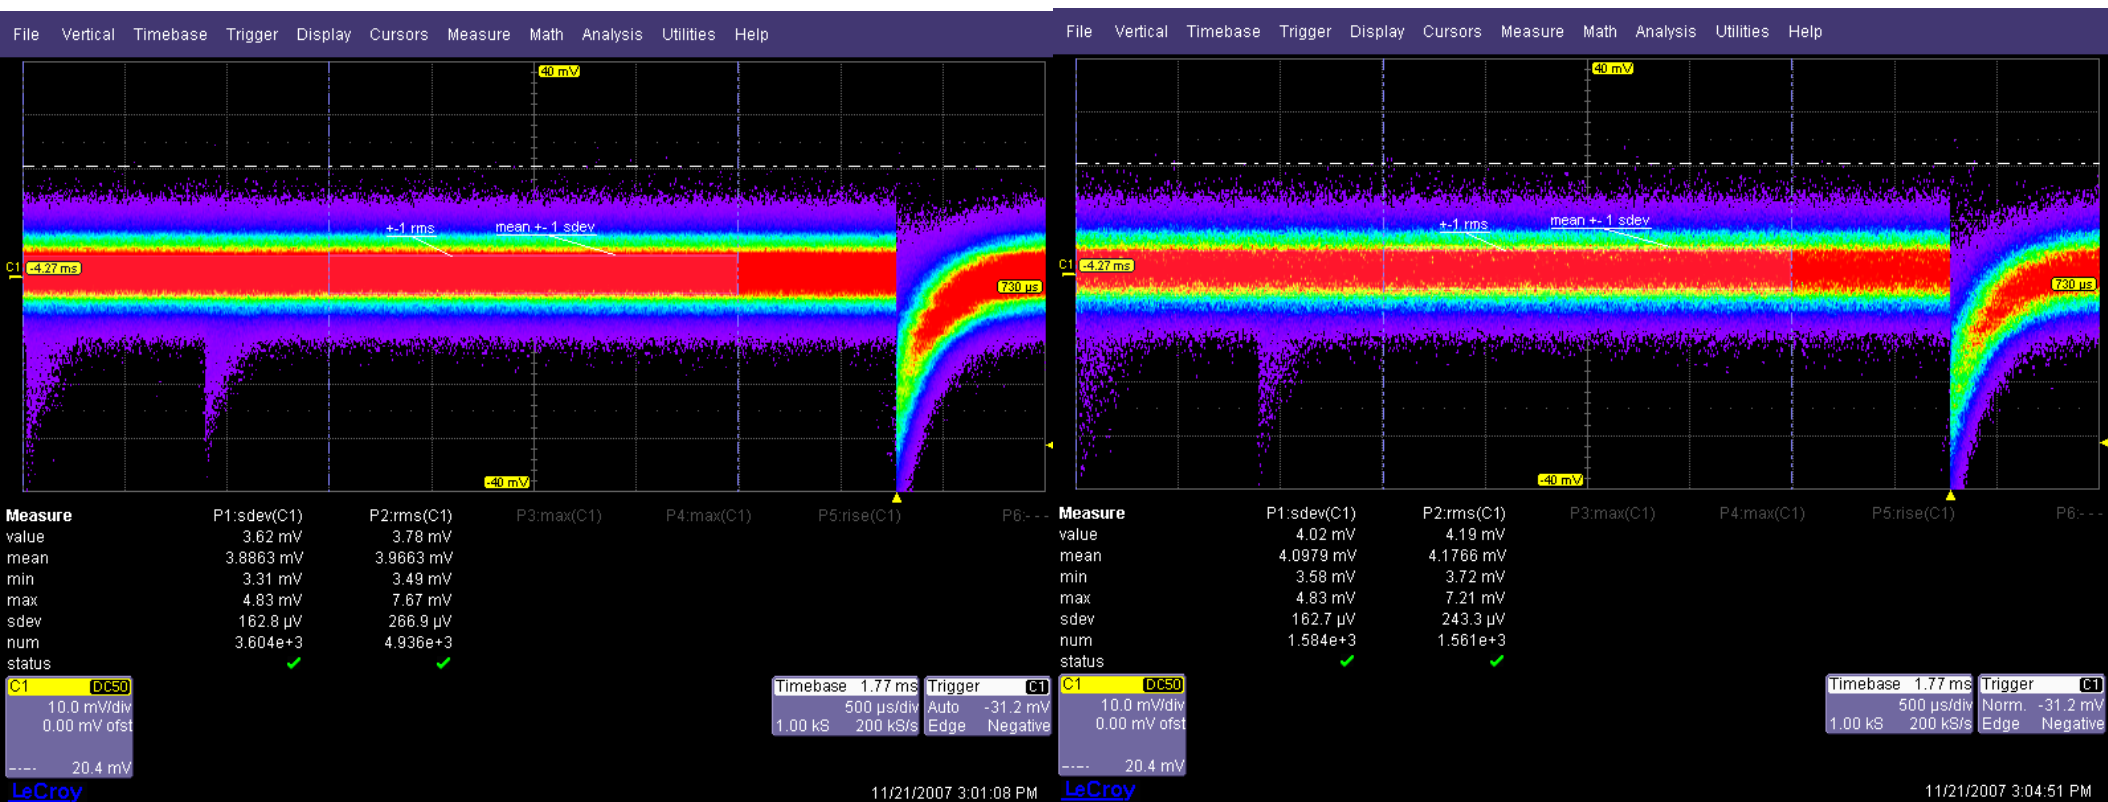 File Vertical Timebase Trigger Display Cursors Measure Math Analysis Utilities Help
40 mV
+-1 rms mean +- 1 sdev
C1 -4.27 ms
730 µs
-40 mV
Measure P1:sdev(C1) P2:rms(C1) P3:max(C1) P4:max(C1) P5:rise(C1) P6:- - -
value 3.62 mV 3.78 mV
mean 3.8863 mV 3.9663 mV
min 3.31 mV 3.49 mV
max 4.83 mV 7.67 mV
sdev 162.8 µV 266.9 µV
num 3.604e+3 4.936e+3
status
C1 DC50
10.0 mV/div
0.00 mV ofst
20.4 mV
Timebase 1.77 ms
500 µs/div
1.00 kS 200 kS/s
Trigger C1
Auto -31.2 mV
Edge Negative
LeCroy
11/21/2007 3:01:08 PM
File Vertical Timebase Trigger Display Cursors Measure Math Analysis Utilities Help
40 mV
+-1 rms mean +- 1 sdev
C1 -4.27 ms
730 µs
-40 mV
Measure P1:sdev(C1) P2:rms(C1) P3:max(C1) P4:max(C1) P5:rise(C1) P6:- - -
value 4.02 mV 4.19 mV
mean 4.0979 mV 4.1766 mV
min 3.58 mV 3.72 mV
max 4.83 mV 7.21 mV
sdev 162.7 µV 243.3 µV
num 1.584e+3 1.561e+3
status
C1 DC50
10.0 mV/div
0.00 mV ofst
20.4 mV
Timebase 1.77 ms
500 µs/div
1.00 kS 200 kS/s
Trigger C1
Norm. -31.2 mV
Edge Negative
LeCroy
11/21/2007 3:04:51 PM